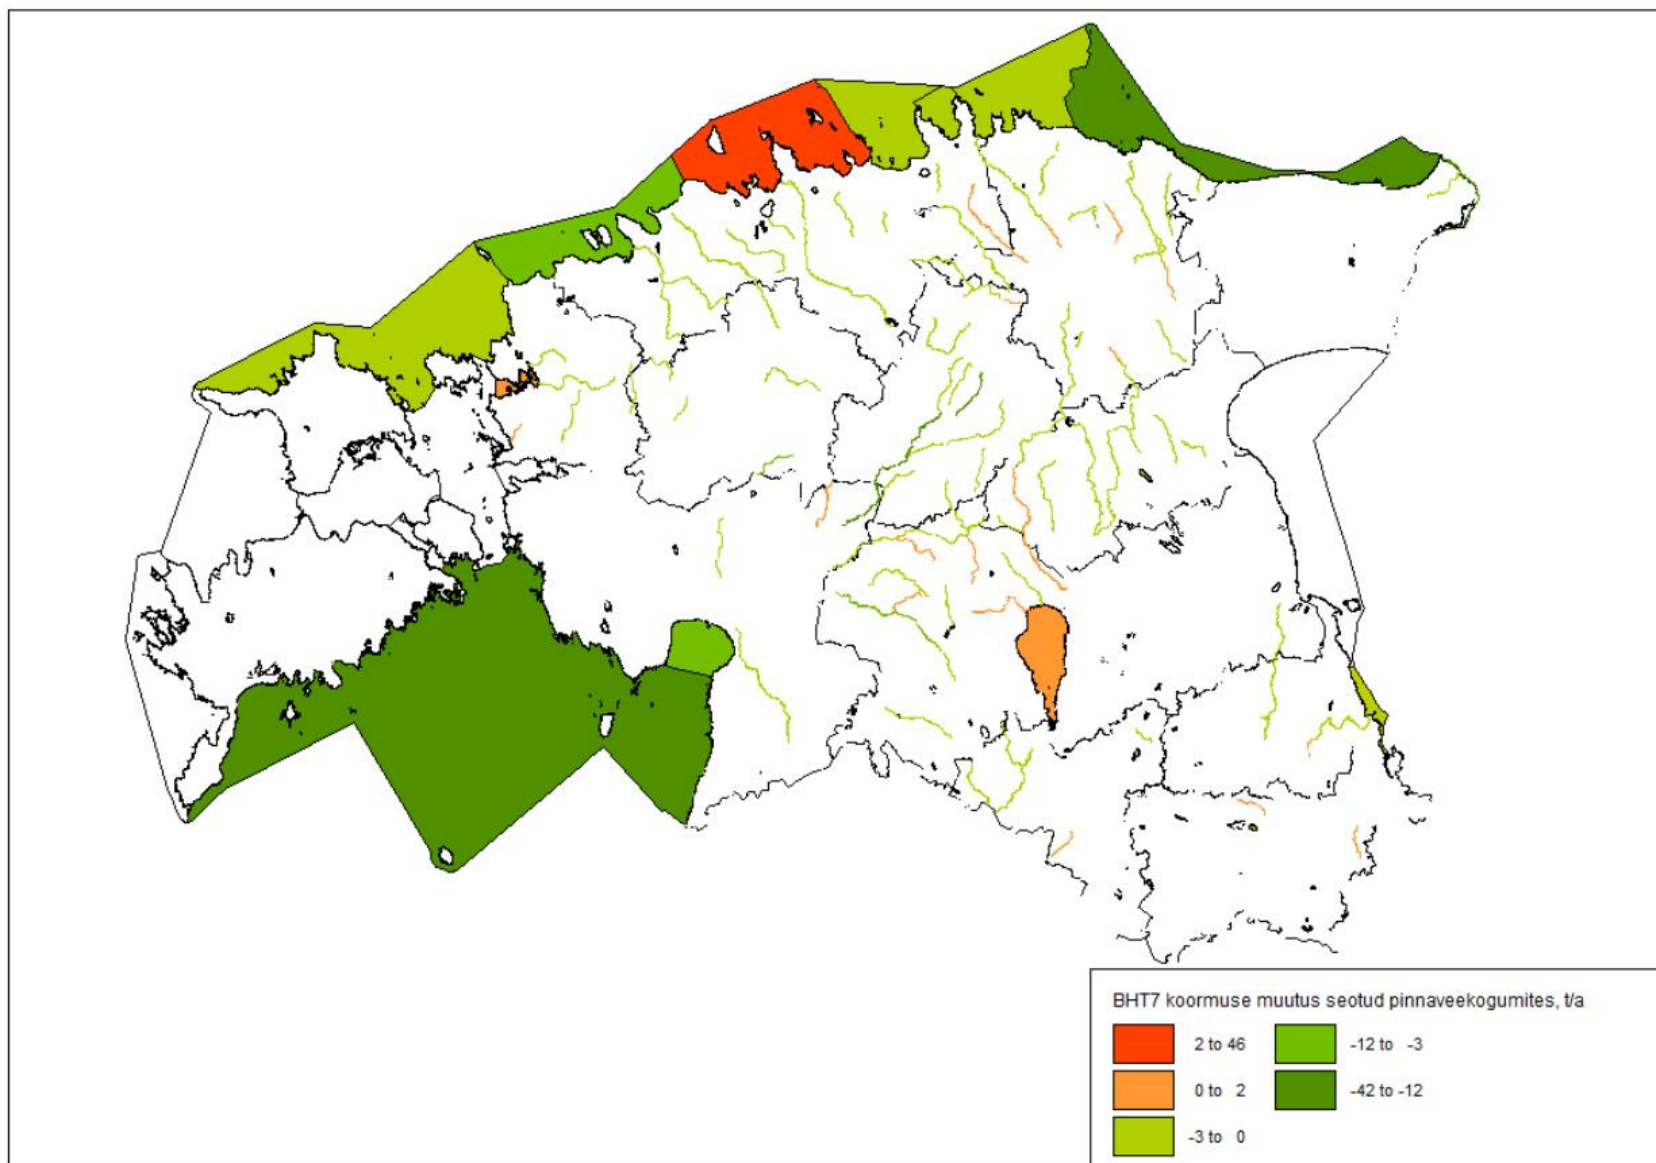 BHT7 koormuse muutus seotud pinnaveekogumites, t/a
2 to 46
-12 to -3
0 to 2
-42 to -12
-3 to 0